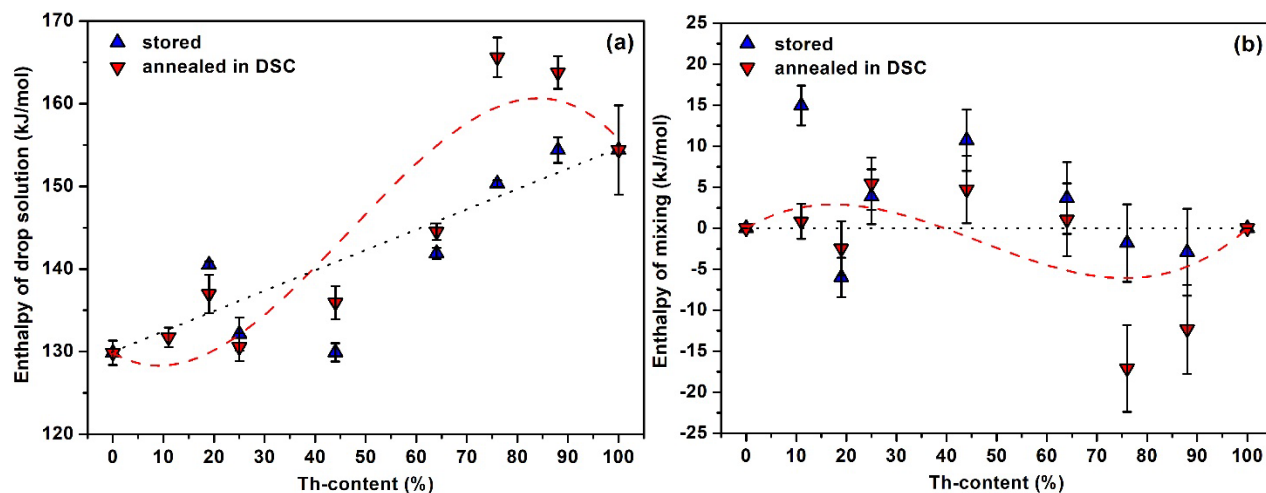 170
160
150
140
130
120
Enthalpy of drop solution (kJ/mol)
stored
annealed in DSC
(a)
0 10 20 30 40 50 60 70 80 90 100
Th-content (%)
25
20
15
10
5
0
-5
-10
-15
-20
-25
Enthalpy of mixing (kJ/mol)
stored
annealed in DSC
(b)
0 10 20 30 40 50 60 70 80 90 100
Th-content (%)